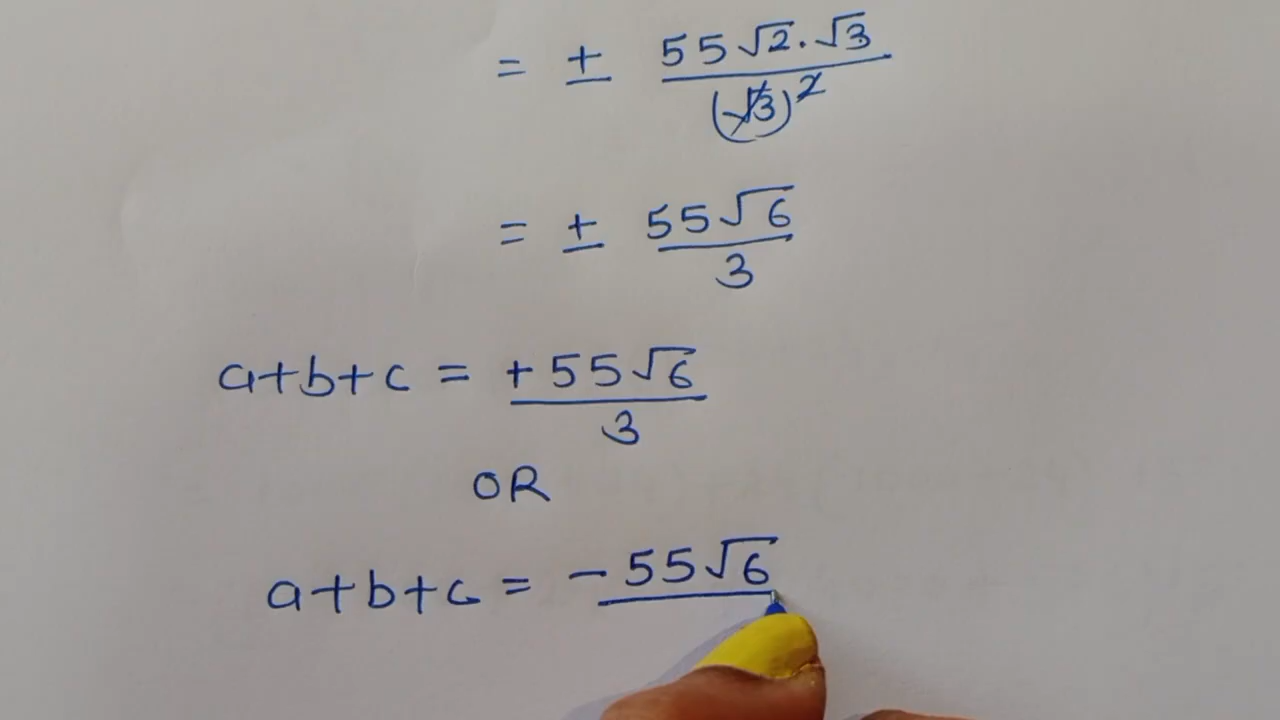 = ± 55√2.√3 / (√3)²
= ± 55√6 / 3
a+b+c = +55√6 / 3
OR
a+b+c = -55√6